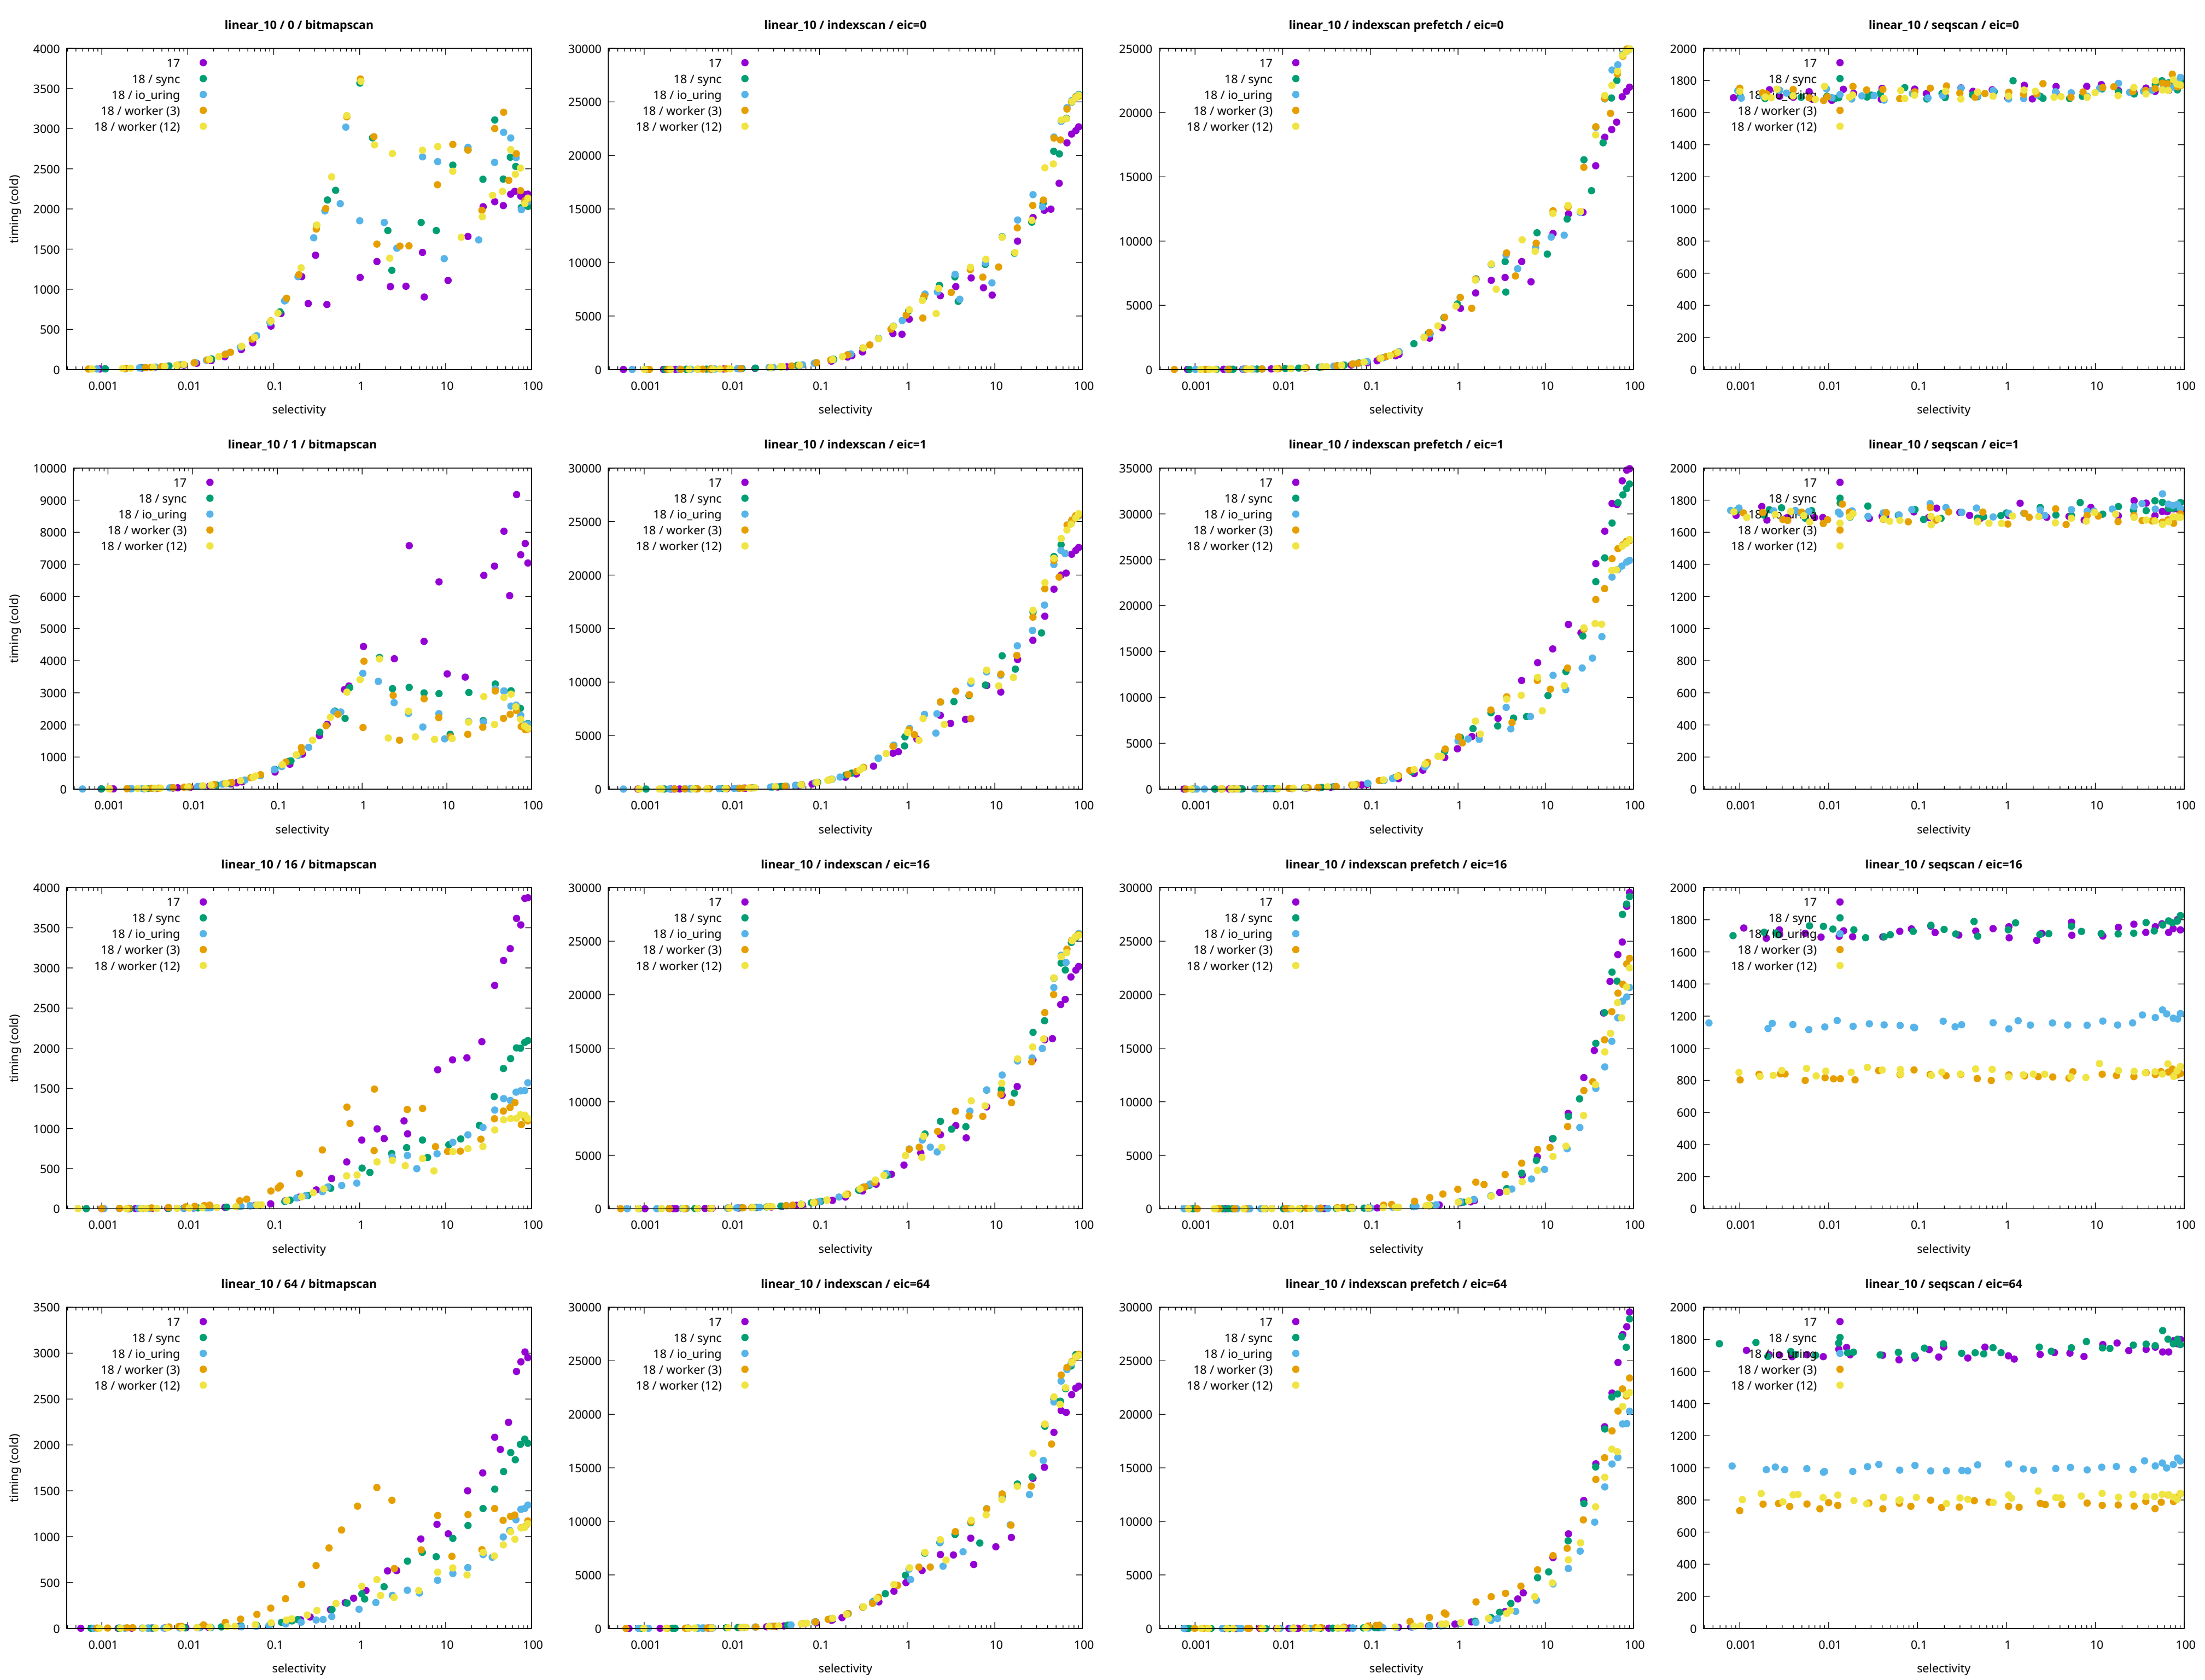 linear_10 / 0 / bitmapscan
timing (cold)
4000
3500
3000
2500
2000
1500
1000
500
0
17
18 / sync
18 / io_uring
18 / worker (3)
18 / worker (12)
0.001 0.01 0.1 1 10 100
selectivity
linear_10 / indexscan / eic=0
30000
25000
20000
15000
10000
5000
0
17
18 / sync
18 / io_uring
18 / worker (3)
18 / worker (12)
0.001 0.01 0.1 1 10 100
selectivity
linear_10 / indexscan prefetch / eic=0
25000
20000
15000
10000
5000
0
17
18 / sync
18 / io_uring
18 / worker (3)
18 / worker (12)
0.001 0.01 0.1 1 10 100
selectivity
linear_10 / seqscan / eic=0
2000
1800
1600
1400
1200
1000
800
600
400
200
0
17
18 / sync
18 / io_uring
18 / worker (3)
18 / worker (12)
0.001 0.01 0.1 1 10 100
selectivity
linear_10 / 1 / bitmapscan
timing (cold)
10000
9000
8000
7000
6000
5000
4000
3000
2000
1000
0
17
18 / sync
18 / io_uring
18 / worker (3)
18 / worker (12)
0.001 0.01 0.1 1 10 100
selectivity
linear_10 / indexscan / eic=1
30000
25000
20000
15000
10000
5000
0
17
18 / sync
18 / io_uring
18 / worker (3)
18 / worker (12)
0.001 0.01 0.1 1 10 100
selectivity
linear_10 / indexscan prefetch / eic=1
35000
30000
25000
20000
15000
10000
5000
0
17
18 / sync
18 / io_uring
18 / worker (3)
18 / worker (12)
0.001 0.01 0.1 1 10 100
selectivity
linear_10 / seqscan / eic=1
2000
1800
1600
1400
1200
1000
800
600
400
200
0
17
18 / sync
18 / io_uring
18 / worker (3)
18 / worker (12)
0.001 0.01 0.1 1 10 100
selectivity
linear_10 / 16 / bitmapscan
timing (cold)
4000
3500
3000
2500
2000
1500
1000
500
0
17
18 / sync
18 / io_uring
18 / worker (3)
18 / worker (12)
0.001 0.01 0.1 1 10 100
selectivity
linear_10 / indexscan / eic=16
30000
25000
20000
15000
10000
5000
0
17
18 / sync
18 / io_uring
18 / worker (3)
18 / worker (12)
0.001 0.01 0.1 1 10 100
selectivity
linear_10 / indexscan prefetch / eic=16
30000
25000
20000
15000
10000
5000
0
17
18 / sync
18 / io_uring
18 / worker (3)
18 / worker (12)
0.001 0.01 0.1 1 10 100
selectivity
linear_10 / seqscan / eic=16
2000
1800
1600
1400
1200
1000
800
600
400
200
0
17
18 / sync
18 / io_uring
18 / worker (3)
18 / worker (12)
0.001 0.01 0.1 1 10 100
selectivity
linear_10 / 64 / bitmapscan
timing (cold)
3500
3000
2500
2000
1500
1000
500
0
17
18 / sync
18 / io_uring
18 / worker (3)
18 / worker (12)
0.001 0.01 0.1 1 10 100
selectivity
linear_10 / indexscan / eic=64
30000
25000
20000
15000
10000
5000
0
17
18 / sync
18 / io_uring
18 / worker (3)
18 / worker (12)
0.001 0.01 0.1 1 10 100
selectivity
linear_10 / indexscan prefetch / eic=64
30000
25000
20000
15000
10000
5000
0
17
18 / sync
18 / io_uring
18 / worker (3)
18 / worker (12)
0.001 0.01 0.1 1 10 100
selectivity
linear_10 / seqscan / eic=64
2000
1800
1600
1400
1200
1000
800
600
400
200
0
17
18 / sync
18 / io_uring
18 / worker (3)
18 / worker (12)
0.001 0.01 0.1 1 10 100
selectivity